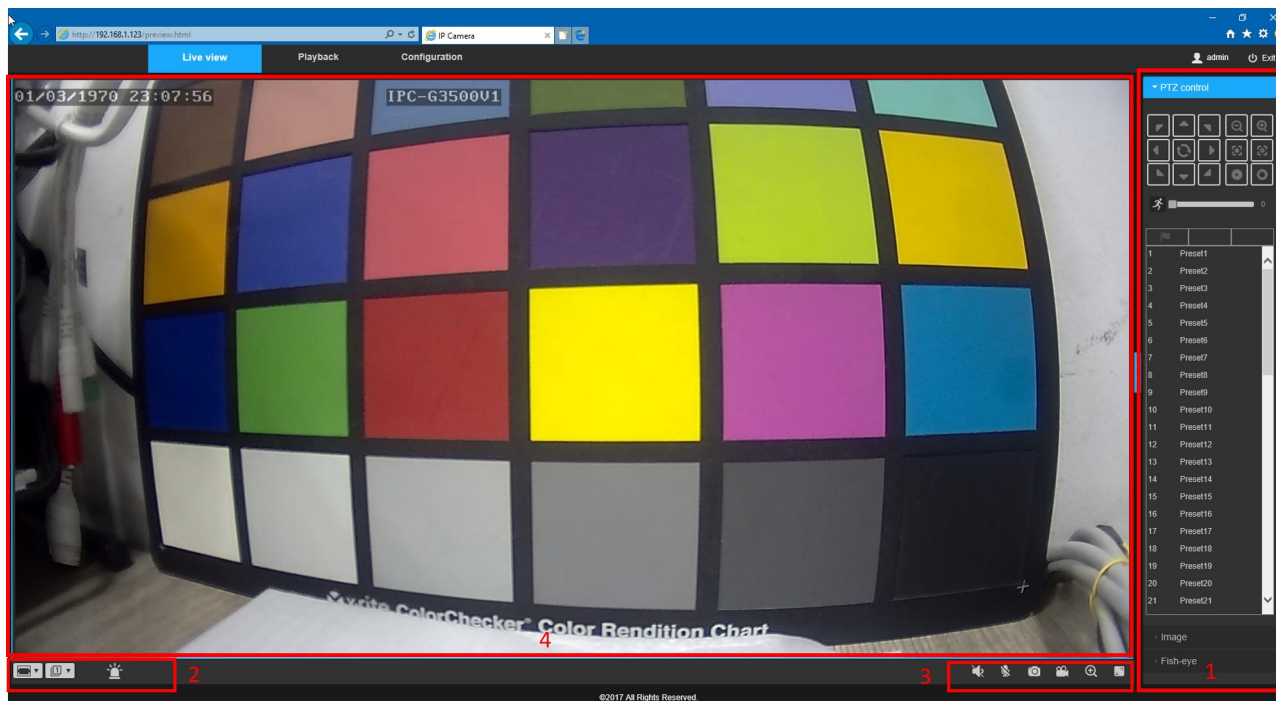 http://192.168.1.123/preview.html
IP Camera
Live view
Playback
Configuration
admin
Exit
01/03/1970 23:07:56
IPC-G3500V1
x-rite ColorChecker® Color Rendition Chart
4
PTZ control
0
1 Preset1
2 Preset2
3 Preset3
4 Preset4
5 Preset5
6 Preset6
7 Preset7
8 Preset8
9 Preset9
10 Preset10
11 Preset11
12 Preset12
13 Preset13
14 Preset14
15 Preset15
16 Preset16
17 Preset17
18 Preset18
19 Preset19
20 Preset20
21 Preset21
Image
Fish-eye
1
1
2
3
©2017 All Rights Reserved.